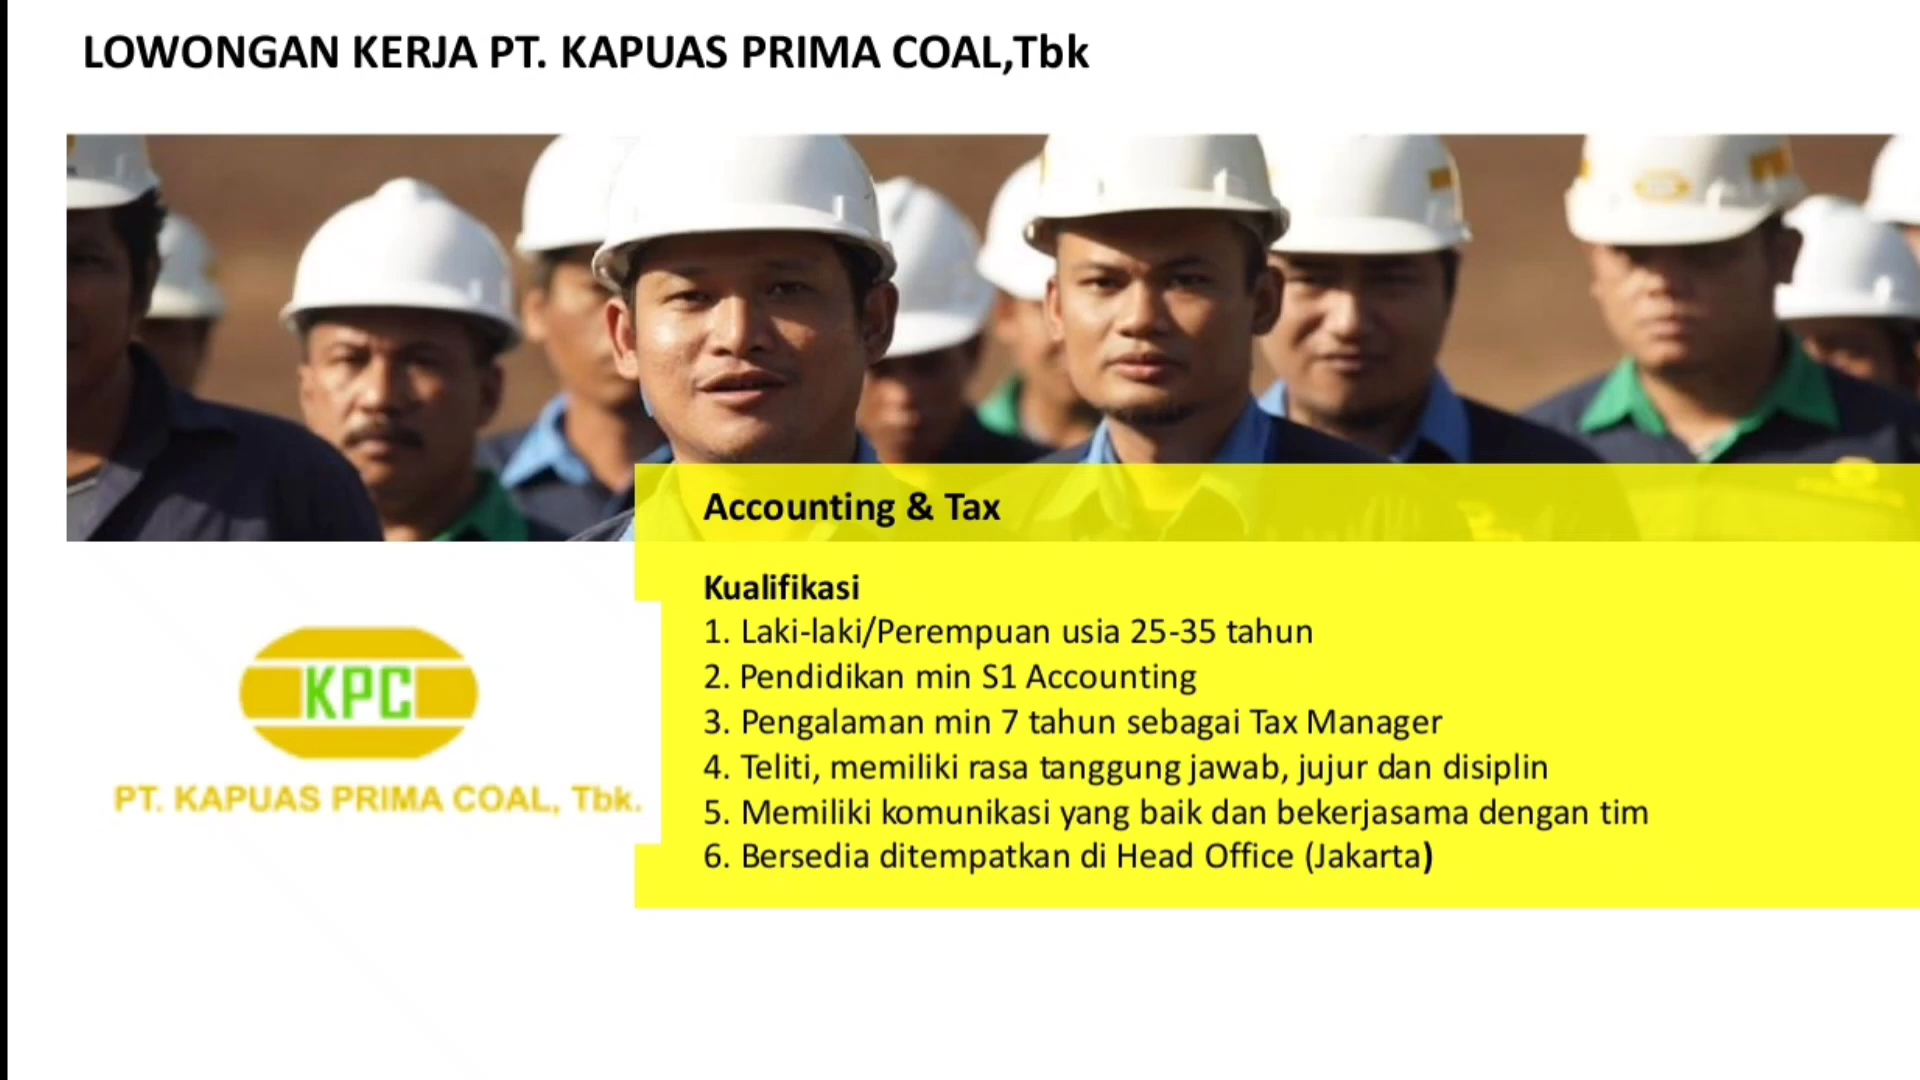 LOWONGAN KERJA PT. KAPUAS PRIMA COAL,Tbk
Accounting & Tax
Kualifikasi
1. Laki-laki/Perempuan usia 25-35 tahun
2. Pendidikan min S1 Accounting
3. Pengalaman min 7 tahun sebagai Tax Manager
4. Teliti, memiliki rasa tanggung jawab, jujur dan disiplin
5. Memiliki komunikasi yang baik dan bekerjasama dengan tim
6. Bersedia ditempatkan di Head Office (Jakarta)
KPC
PT. KAPUAS PRIMA COAL, Tbk.